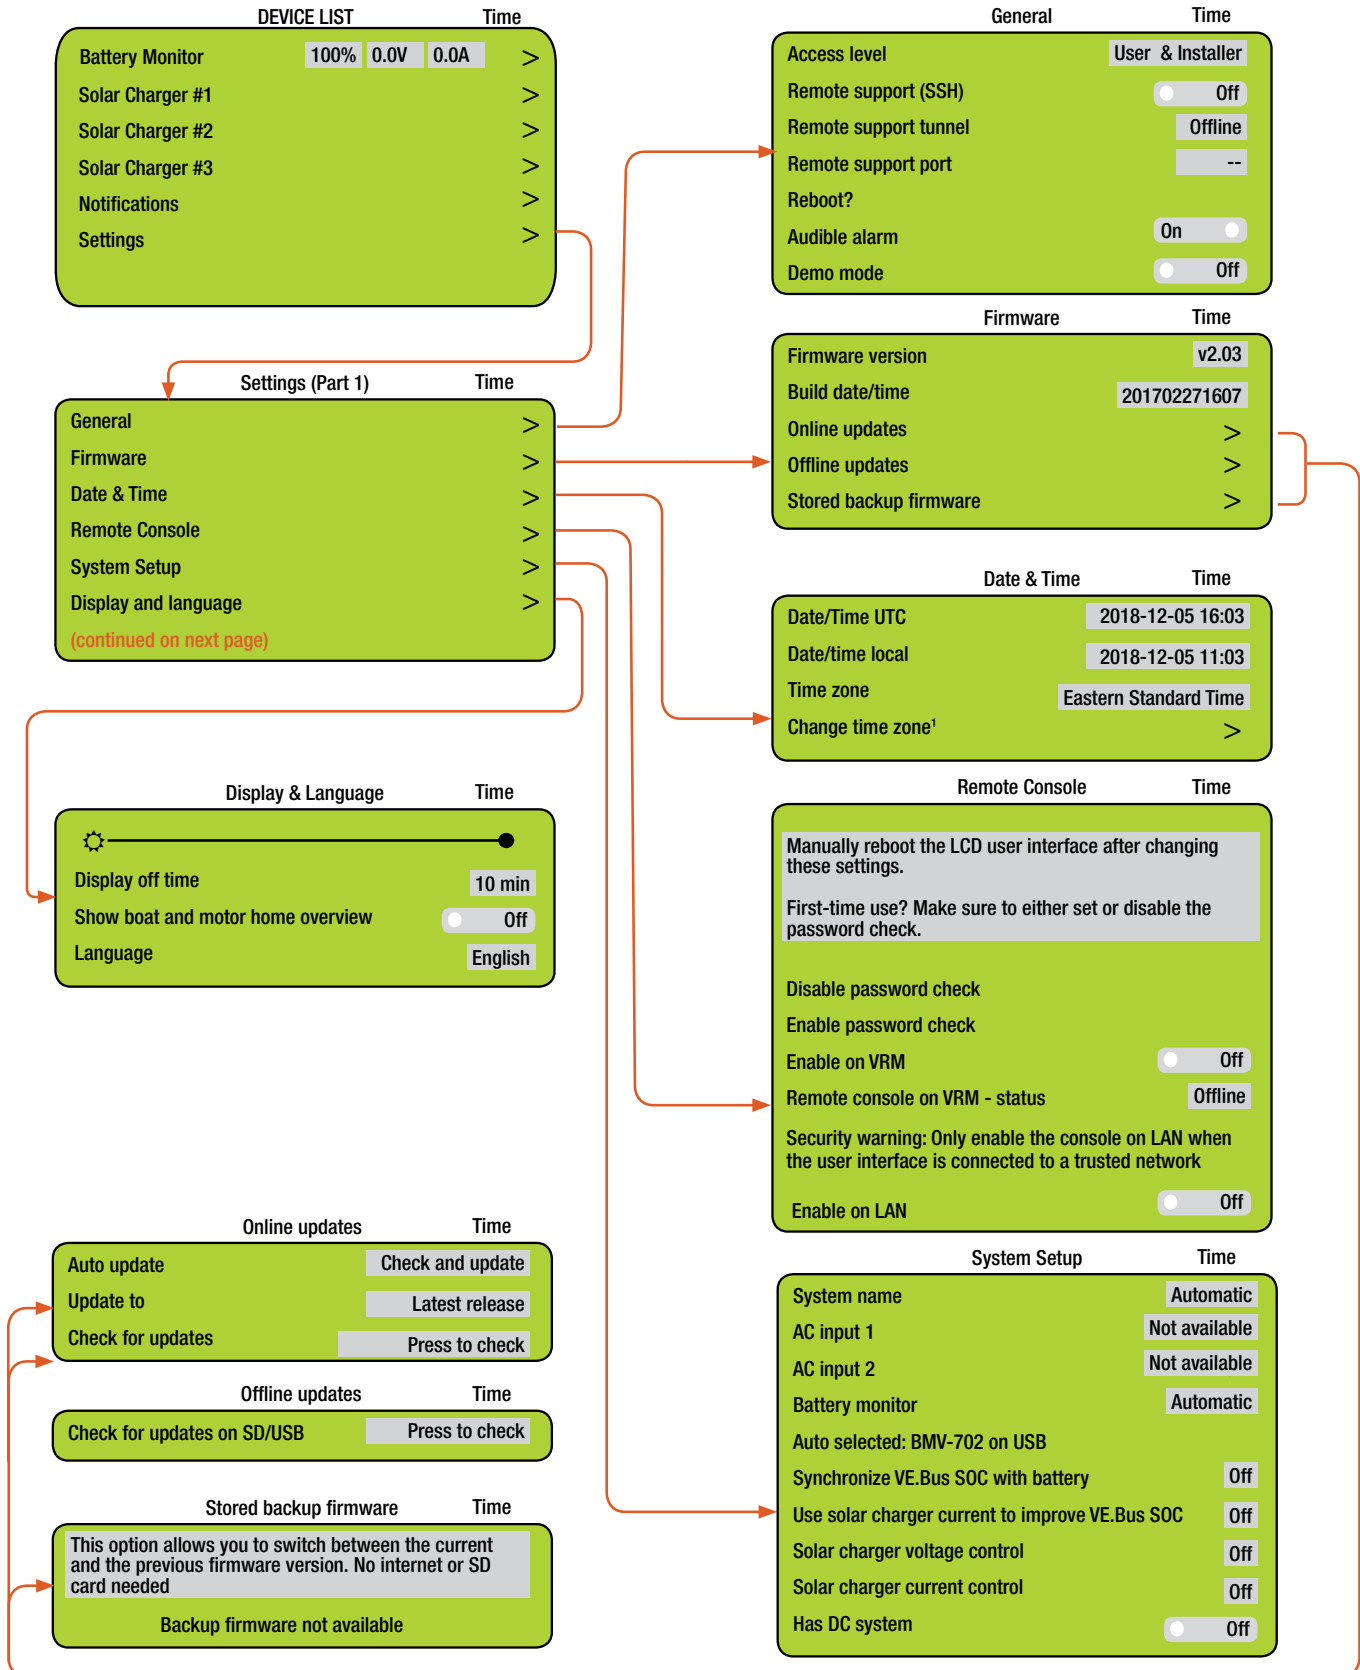 DEVICE LIST Time
Battery Monitor 100% 0.0V 0.0A >
Solar Charger #1 >
Solar Charger #2 >
Solar Charger #3 >
Notifications >
Settings >
Settings (Part 1) Time
General >
Firmware >
Date & Time >
Remote Console >
System Setup >
Display and language >
(continued on next page)
Display & Language Time
Display off time 10 min
Show boat and motor home overview Off
Language English
Online updates Time
Auto update Check and update
Update to Latest release
Check for updates Press to check
Offline updates Time
Check for updates on SD/USB Press to check
Stored backup firmware Time
This option allows you to switch between the current
and the previous firmware version. No internet or SD
card needed
Backup firmware not available
General Time
Access level User & Installer
Remote support (SSH) Off
Remote support tunnel Offline
Remote support port --
Reboot?
Audible alarm On
Demo mode Off
Firmware Time
Firmware version v2.03
Build date/time 201702271607
Online updates >
Offline updates >
Stored backup firmware >
Date & Time Time
Date/Time UTC 2018-12-05 16:03
Date/time local 2018-12-05 11:03
Time zone Eastern Standard Time
Change time zone¹ >
Remote Console Time
Manually reboot the LCD user interface after changing
these settings.
First-time use? Make sure to either set or disable the
password check.
Disable password check
Enable password check
Enable on VRM Off
Remote console on VRM - status Offline
Security warning: Only enable the console on LAN when
the user interface is connected to a trusted network
Enable on LAN Off
System Setup Time
System name Automatic
AC input 1 Not available
AC input 2 Not available
Battery monitor Automatic
Auto selected: BMV-702 on USB
Synchronize VE.Bus SOC with battery Off
Use solar charger current to improve VE.Bus SOC Off
Solar charger voltage control Off
Solar charger current control Off
Has DC system Off